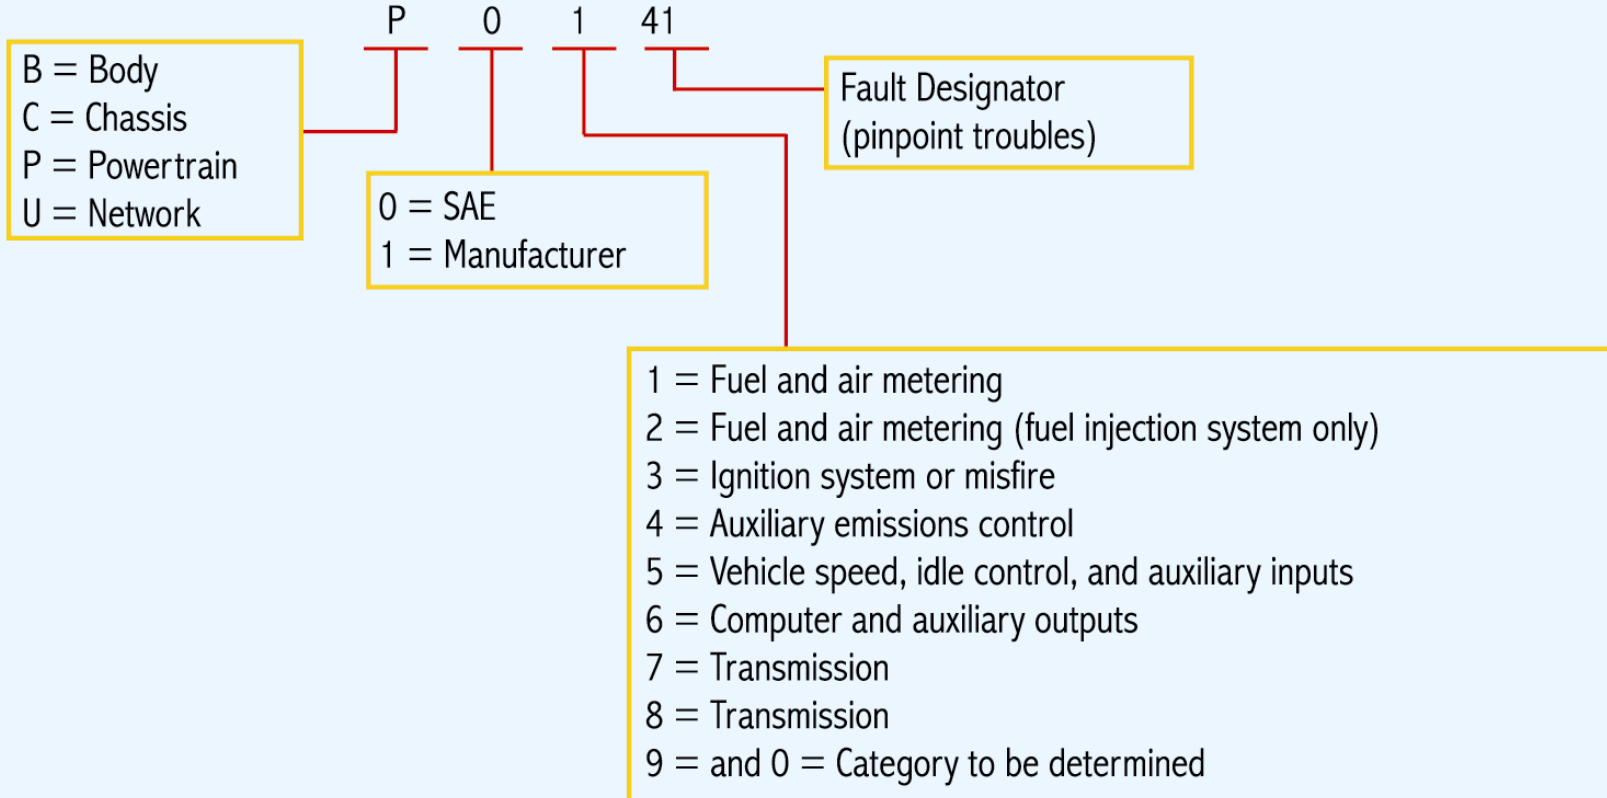 P 0 1 41
B = Body
C = Chassis
P = Powertrain
U = Network
0 = SAE
1 = Manufacturer
Fault Designator
(pinpoint troubles)
1 = Fuel and air metering
2 = Fuel and air metering (fuel injection system only)
3 = Ignition system or misfire
4 = Auxiliary emissions control
5 = Vehicle speed, idle control, and auxiliary inputs
6 = Computer and auxiliary outputs
7 = Transmission
8 = Transmission
9 = and 0 = Category to be determined